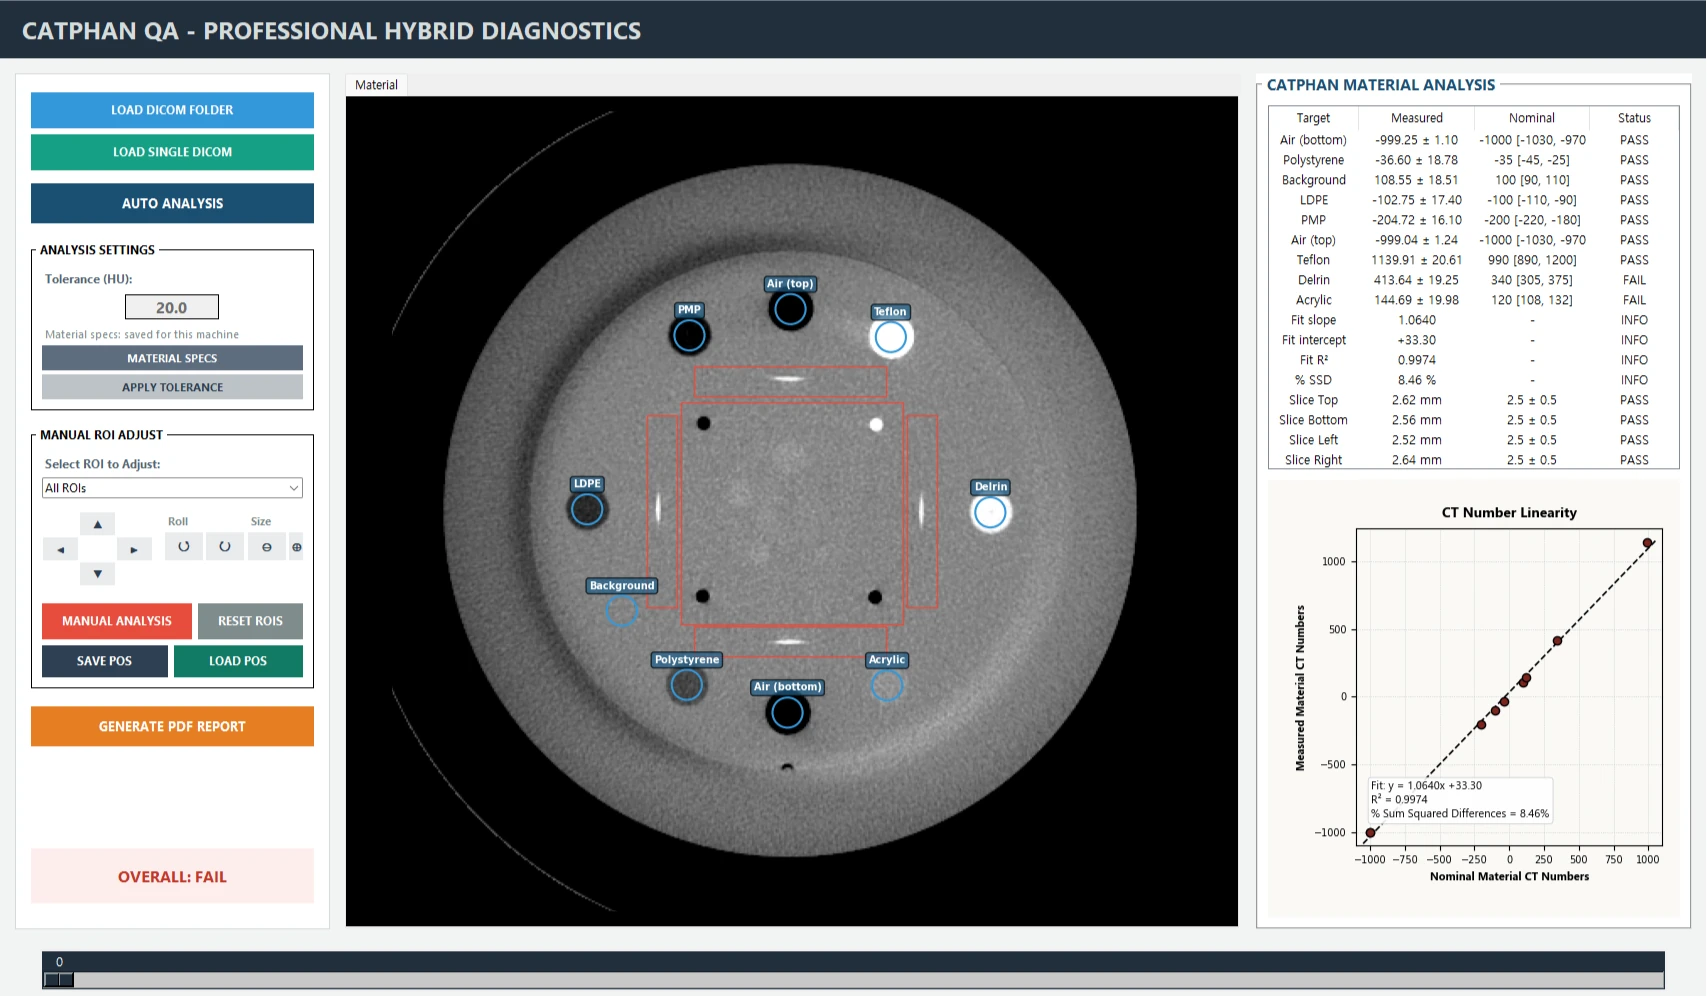 CATPHAN QA - PROFESSIONAL HYBRID DIAGNOSTICS
LOAD DICOM FOLDER
LOAD SINGLE DICOM
AUTO ANALYSIS
ANALYSIS SETTINGS
Tolerance (HU):
20.0
Material specs: saved for this machine
MATERIAL SPECS
APPLY TOLERANCE
MANUAL ROI ADJUST
Select ROI to Adjust:
All ROIs
Roll Size
MANUAL ANALYSIS RESET ROIS
SAVE POS LOAD POS
GENERATE PDF REPORT
OVERALL: FAIL
Material
Air (top)
PMP
Teflon
LDPE
Delrin
Background
Polystyrene
Acrylic
Air (bottom)
CATPHAN MATERIAL ANALYSIS
Target Measured Nominal Status
Air (bottom) -999.25 ± 1.10 -1000 [-1030, -970 PASS
Polystyrene -36.60 ± 18.78 -35 [-45, -25] PASS
Background 108.55 ± 18.51 100 [90, 110] PASS
LDPE -102.75 ± 17.40 -100 [-110, -90] PASS
PMP -204.72 ± 16.10 -200 [-220, -180] PASS
Air (top) -999.04 ± 1.24 -1000 [-1030, -970 PASS
Teflon 1139.91 ± 20.61 990 [890, 1200] PASS
Delrin 413.64 ± 19.25 340 [305, 375] FAIL
Acrylic 144.69 ± 19.98 120 [108, 132] FAIL
Fit slope 1.0640 - INFO
Fit intercept +33.30 - INFO
Fit R² 0.9974 - INFO
% SSD 8.46 % - INFO
Slice Top 2.62 mm 2.5 ± 0.5 PASS
Slice Bottom 2.56 mm 2.5 ± 0.5 PASS
Slice Left 2.52 mm 2.5 ± 0.5 PASS
Slice Right 2.64 mm 2.5 ± 0.5 PASS
CT Number Linearity
Measured Material CT Numbers
1000
500
0
−500
−1000
Fit: y = 1.0640x +33.30
R² = 0.9974
% Sum Squared Differences = 8.46%
−1000 −750 −500 −250 0 250 500 750 1000
Nominal Material CT Numbers
0